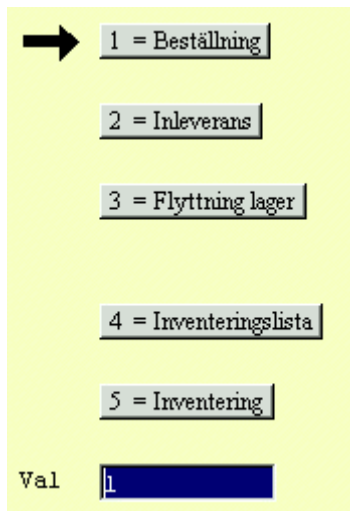 1 = Beställning
2 = Inleverans
3 = Flyttning lager
4 = Inventeringslista
5 = Inventering
Val 1